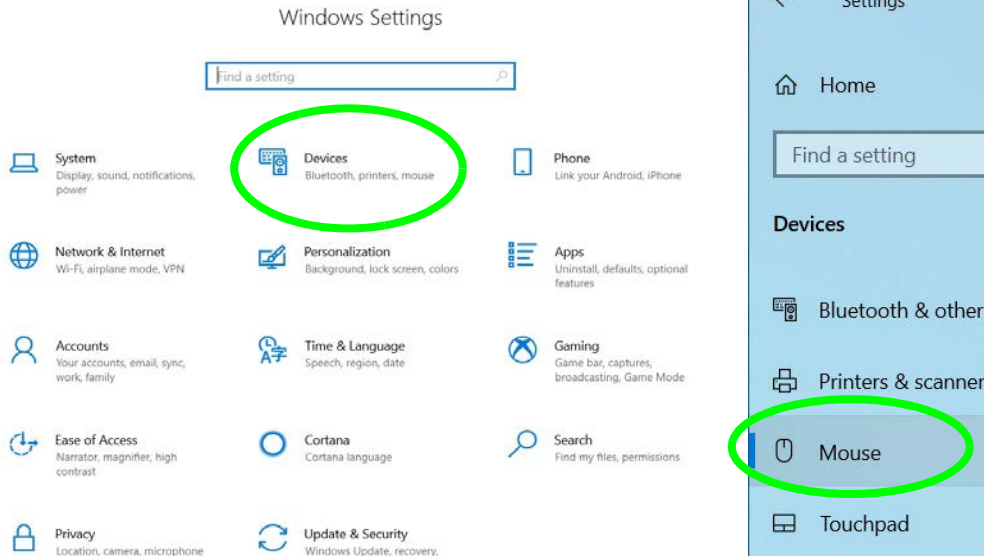 Windows Settings
Find a setting
System
Display, sound, notifications,
power
Devices
Bluetooth, printers, mouse
Phone
Link your Android, iPhone
Network & Internet
Wi-Fi, airplane mode, VPN
Personalization
Background, lock screen, colors
Apps
Uninstall, defaults, optional
features
Accounts
Your accounts, email, sync,
work, family
Time & Language
Speech, region, date
Gaming
Game bar, captures,
broadcasting, Game Mode
Ease of Access
Narrator, magnifier, high
contrast
Cortana
Cortana language
Search
Find my files, permissions
Privacy
Location, camera, microphone
Update & Security
Windows Update, recovery,
Settings
Home
Find a setting
Devices
Bluetooth & other
Printers & scanner
Mouse
Touchpad